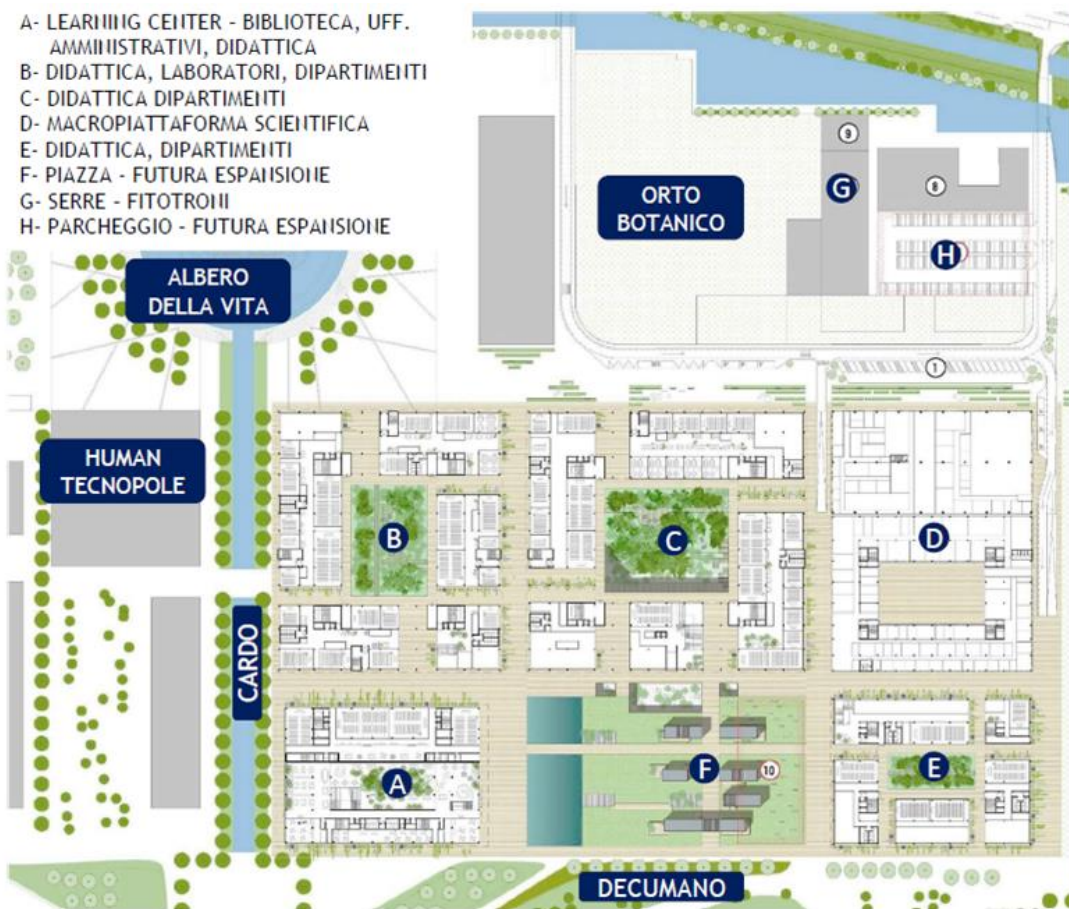 A- LEARNING CENTER - BIBLIOTECA, UFF.
AMMINISTRATIVI, DIDATTICA
B- DIDATTICA, LABORATORI, DIPARTIMENTI
C- DIDATTICA DIPARTIMENTI
D- MACROPIATTAFORMA SCIENTIFICA
E- DIDATTICA, DIPARTIMENTI
F- PIAZZA - FUTURA ESPANSIONE
G- SERRE - FITOTRONI
H- PARCHEGGIO - FUTURA ESPANSIONE
9
G
8
ORTO
BOTANICO
H
ALBERO
DELLA VITA
1
HUMAN
TECNOPOLE
B
C
D
CARDO
A
F
10
E
DECUMANO